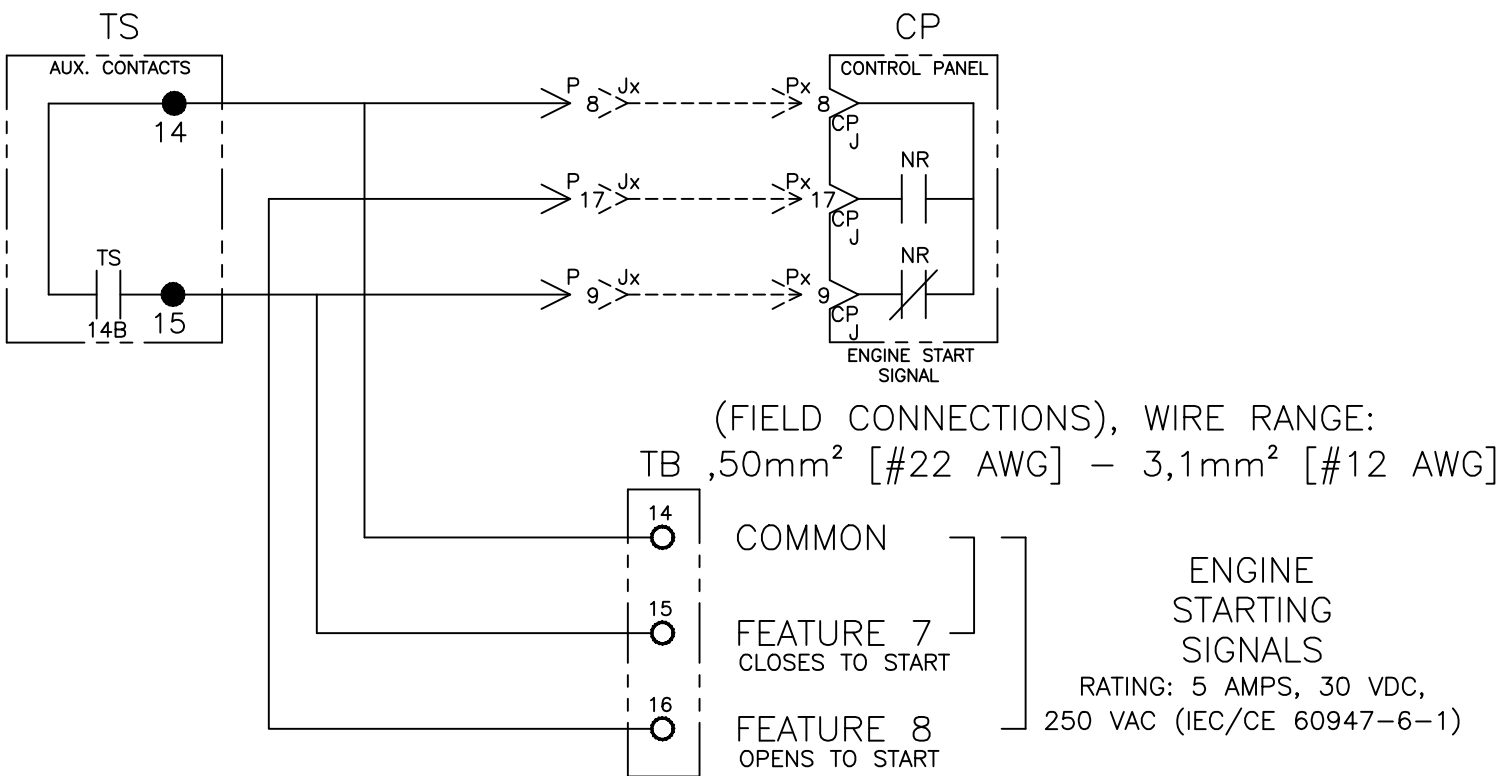 TS
CP
AUX. CONTACTS
CONTROL PANEL
14
P 8 Jx
Px 8
CP
J
NR
P 17 Jx
Px 17
CP
J
TS
NR
P 9 Jx
Px 9
14B
15
CP
J
ENGINE START
SIGNAL
(FIELD CONNECTIONS), WIRE RANGE:
TB ,50mm² [#22 AWG] – 3,1mm² [#12 AWG]
14
COMMON
15
FEATURE 7
CLOSES TO START
16
FEATURE 8
OPENS TO START
ENGINE
STARTING
SIGNALS
RATING: 5 AMPS, 30 VDC,
250 VAC (IEC/CE 60947-6-1)